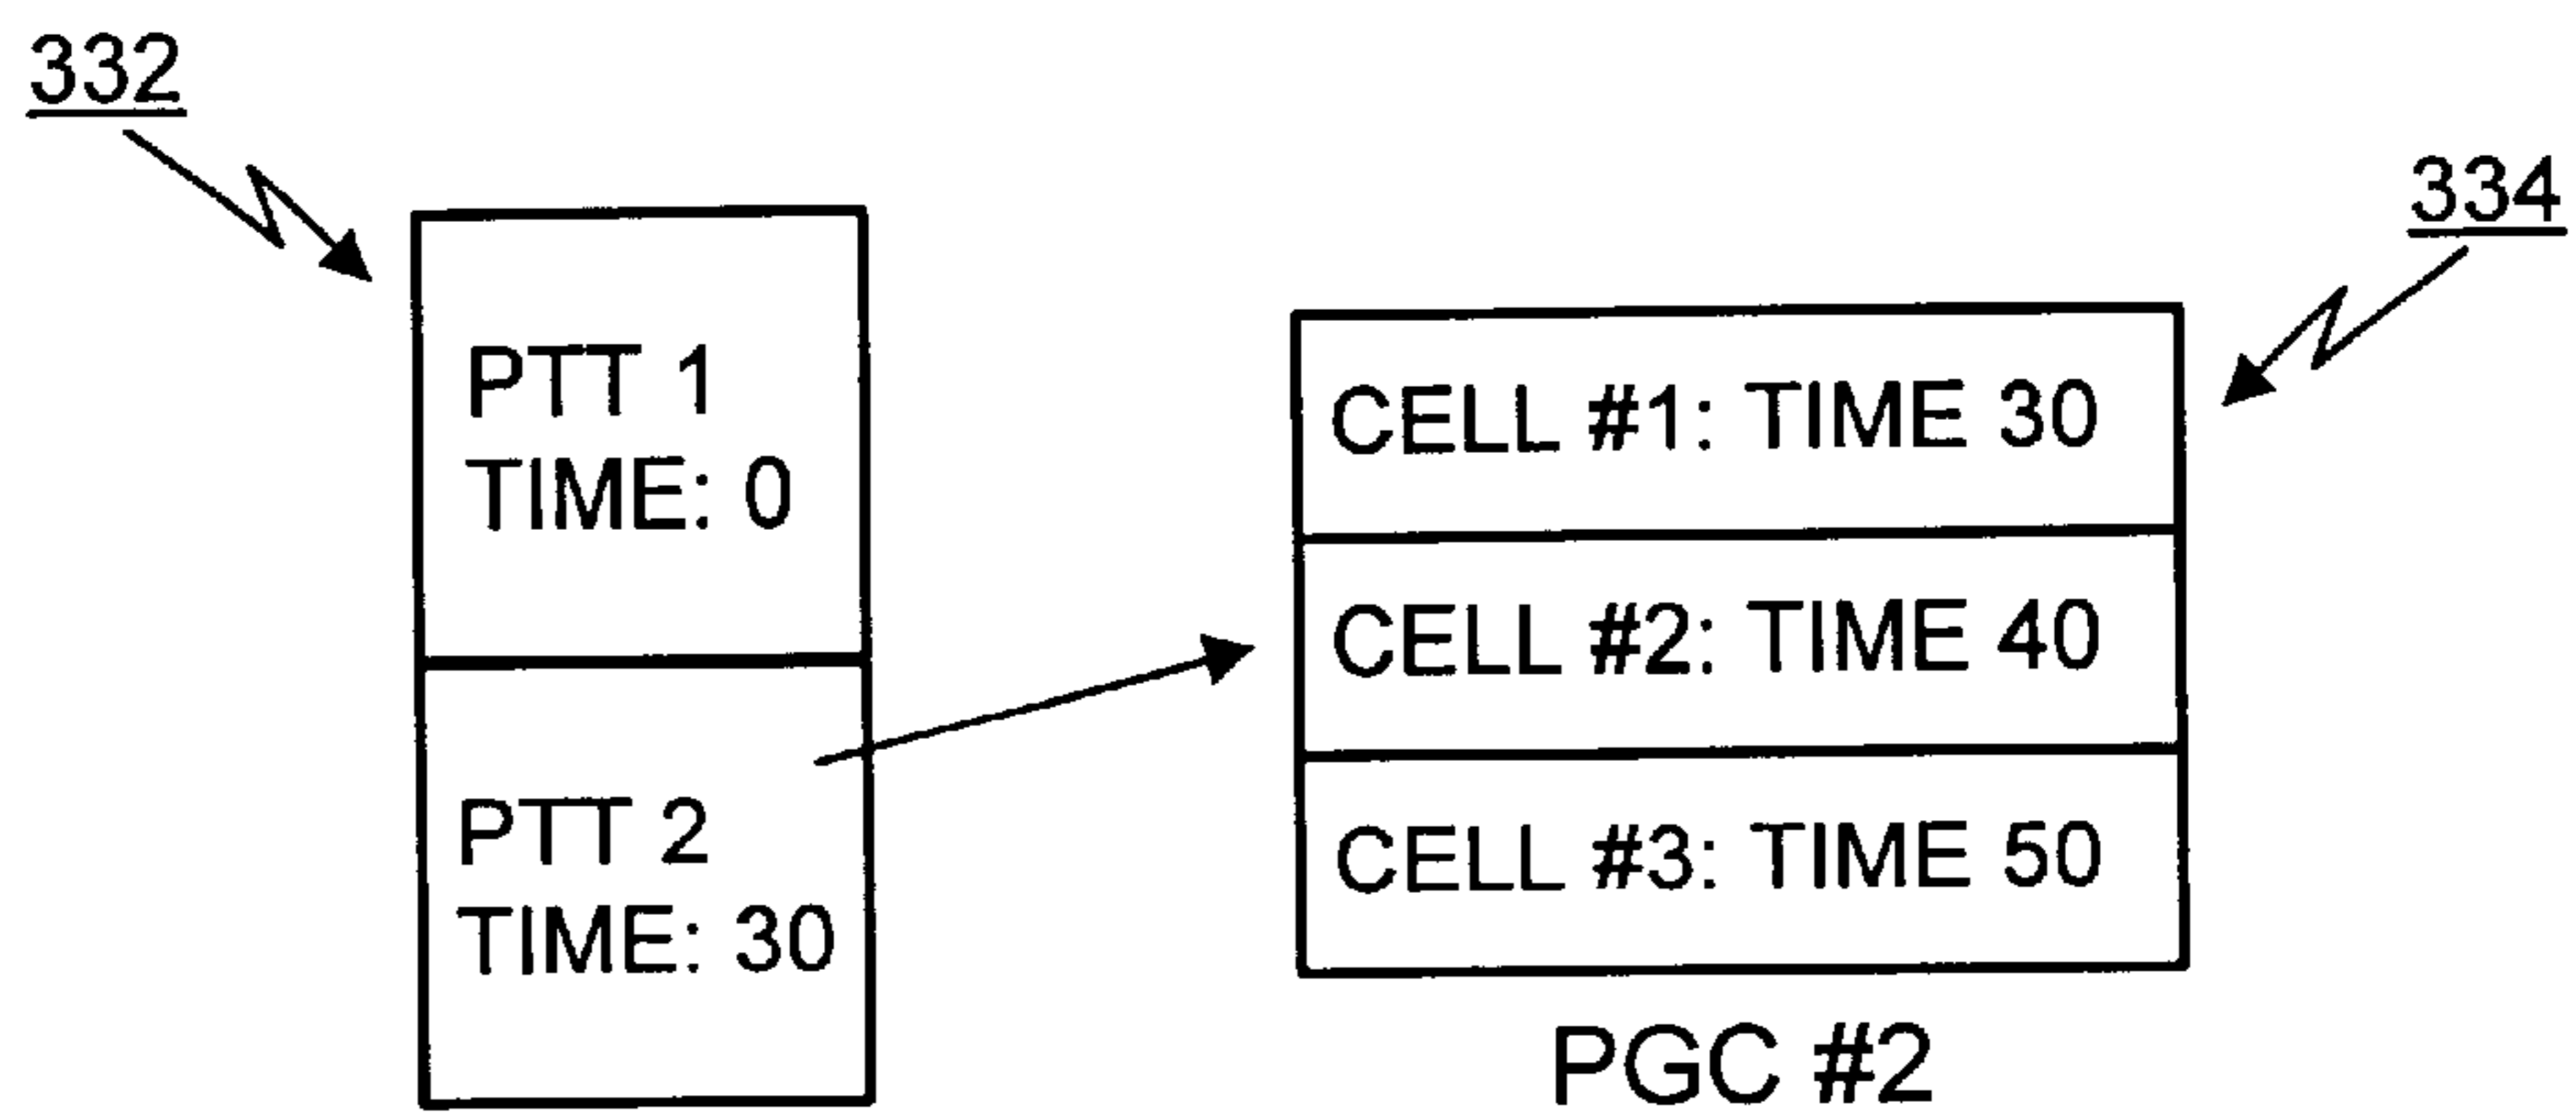 332
334
PTT 1
TIME: 0
PTT 2
TIME: 30
CELL #1: TIME 30
CELL #2: TIME 40
CELL #3: TIME 50
PGC #2